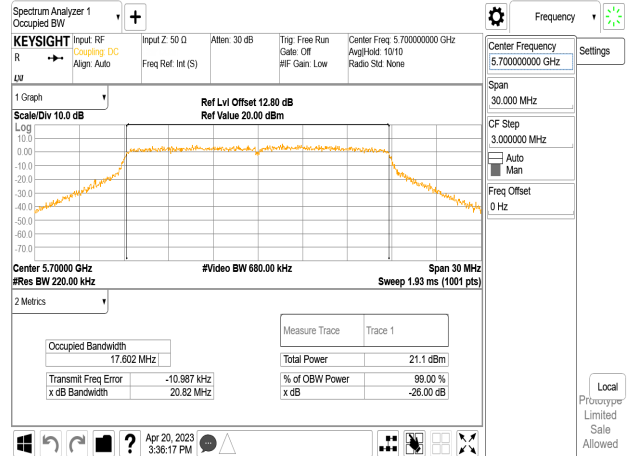 Spectrum Analyzer 1
Occupied BW
Frequency
KEYSIGHT Input: RF Input Z: 50 Ω Atten: 30 dB Trig: Free Run Center Freq: 5.700000000 GHz
Coupling: DC Gate: Off Avg|Hold: 10/10
R Align: Auto Freq Ref: Int (S) #IF Gain: Low Radio Std: None
Center Frequency
5.700000000 GHz
Settings
Span
30.000 MHz
CF Step
3.000000 MHz
Auto
Man
Freq Offset
0 Hz
1 Graph
Ref Lvl Offset 12.80 dB
Scale/Div 10.0 dB Ref Value 20.00 dBm
Log
10.0
0.00
-10.0
-20.0
-30.0
-40.0
-50.0
-60.0
-70.0
Center 5.70000 GHz #Video BW 680.00 kHz Span 30 MHz
#Res BW 220.00 kHz Sweep 1.93 ms (1001 pts)
2 Metrics
Measure Trace Trace 1
Occupied Bandwidth
17.602 MHz
Total Power 21.1 dBm
Transmit Freq Error -10.987 kHz % of OBW Power 99.00 %
x dB Bandwidth 20.82 MHz x dB -26.00 dB
Local
Prototype
Limited
Sale
Allowed
Apr 20, 2023
3:36:17 PM
?